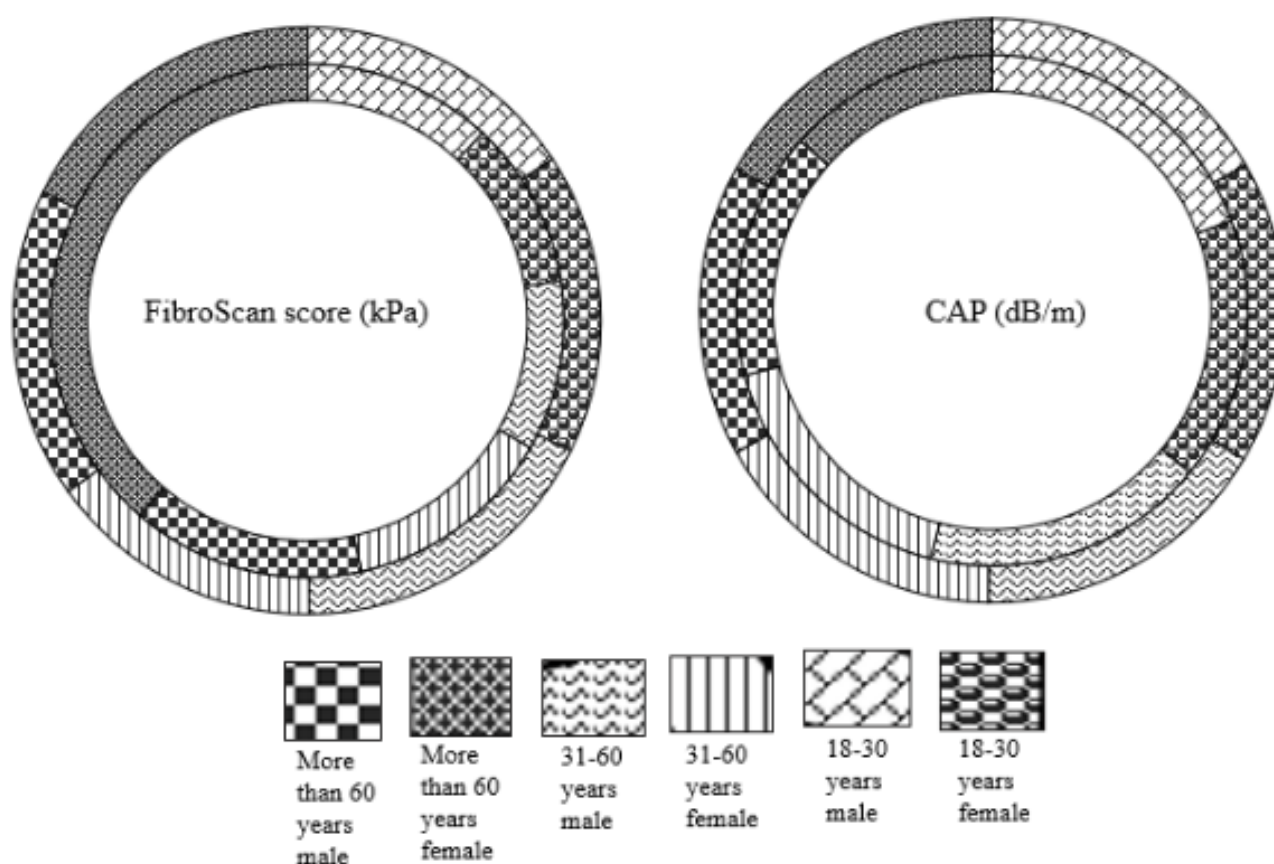 FibroScan score (kPa)
CAP (dB/m)
More
than 60
years
male
More
than 60
years
female
31-60
years
male
31-60
years
female
18-30
years
male
18-30
years
female